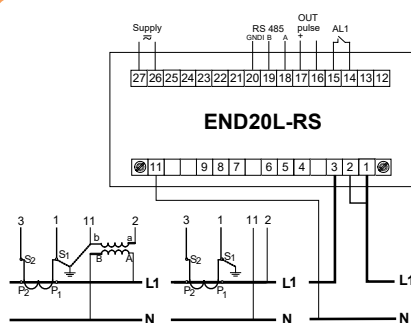 Supply RS 485 OUT pulse AL1
GND B A +
27 26 25 24 23 22 21 20 19 18 17 16 15 14 13 12
END20L-RS
11 9 8 7 6 5 4 3 2 1
3 1 11 2 3 1 11 2
b a
S2 S1 S2 S1
B A
P2 P1 L1 P2 P1 L1 L1
N N N